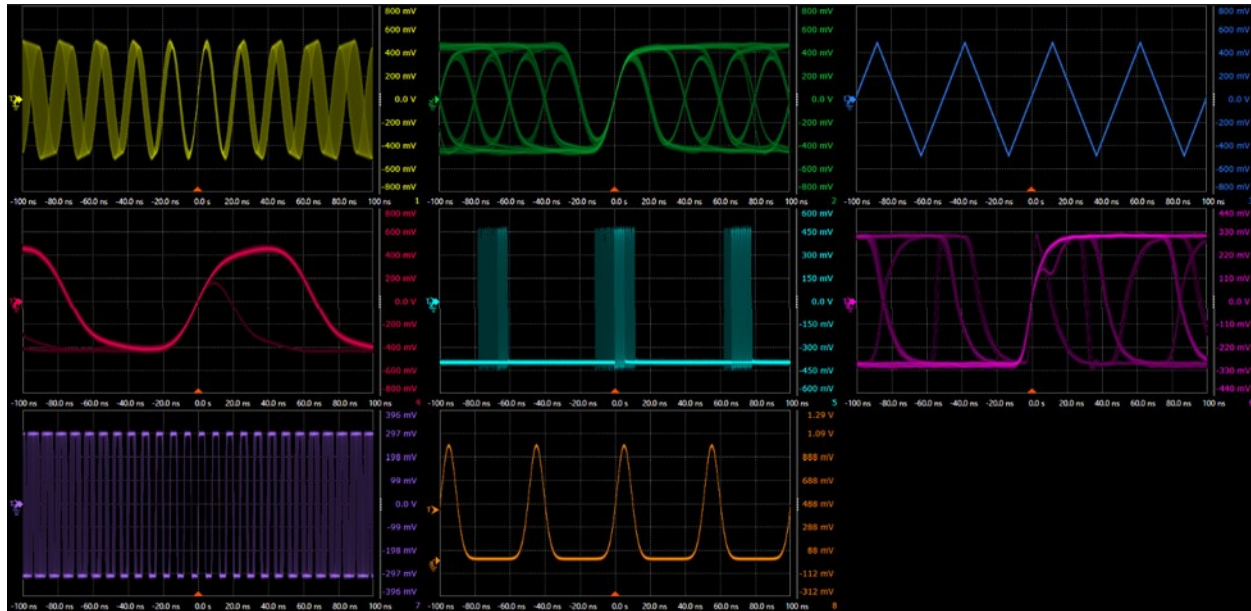 800 mV
600 mV
400 mV
200 mV
0.0 V
-200 mV
-400 mV
-600 mV
-800 mV
1
-100 ns -80.0 ns -60.0 ns -40.0 ns -20.0 ns 0.0 s 20.0 ns 40.0 ns 60.0 ns 80.0 ns 100 ns
800 mV
600 mV
400 mV
200 mV
0.0 V
-200 mV
-400 mV
-600 mV
-800 mV
2
-100 ns -80.0 ns -60.0 ns -40.0 ns -20.0 ns 0.0 s 20.0 ns 40.0 ns 60.0 ns 80.0 ns 100 ns
800 mV
600 mV
400 mV
200 mV
0.0 V
-200 mV
-400 mV
-600 mV
-800 mV
-100 ns -80.0 ns -60.0 ns -40.0 ns -20.0 ns 0.0 s 20.0 ns 40.0 ns 60.0 ns 80.0 ns 100 ns
800 mV
600 mV
400 mV
200 mV
0.0 V
-200 mV
-400 mV
-600 mV
-800 mV
4
-100 ns -80.0 ns -60.0 ns -40.0 ns -20.0 ns 0.0 s 20.0 ns 40.0 ns 60.0 ns 80.0 ns 100 ns
600 mV
450 mV
300 mV
150 mV
0.0 V
-150 mV
-300 mV
-450 mV
-600 mV
5
-100 ns -80.0 ns -60.0 ns -40.0 ns -20.0 ns 0.0 s 20.0 ns 40.0 ns 60.0 ns 80.0 ns 100 ns
440 mV
330 mV
220 mV
110 mV
0.0 V
-110 mV
-220 mV
-330 mV
-440 mV
-100 ns -80.0 ns -60.0 ns -40.0 ns -20.0 ns 0.0 s 20.0 ns 40.0 ns 60.0 ns 80.0 ns 100 ns
396 mV
297 mV
198 mV
99 mV
0.0 V
-99 mV
-198 mV
-297 mV
-396 mV
7
-100 ns -80.0 ns -60.0 ns -40.0 ns -20.0 ns 0.0 s 20.0 ns 40.0 ns 60.0 ns 80.0 ns 100 ns
1.29 V
1.09 V
888 mV
688 mV
488 mV
288 mV
88 mV
-112 mV
-312 mV
8
-100 ns -80.0 ns -60.0 ns -40.0 ns -20.0 ns 0.0 s 20.0 ns 40.0 ns 60.0 ns 80.0 ns 100 ns